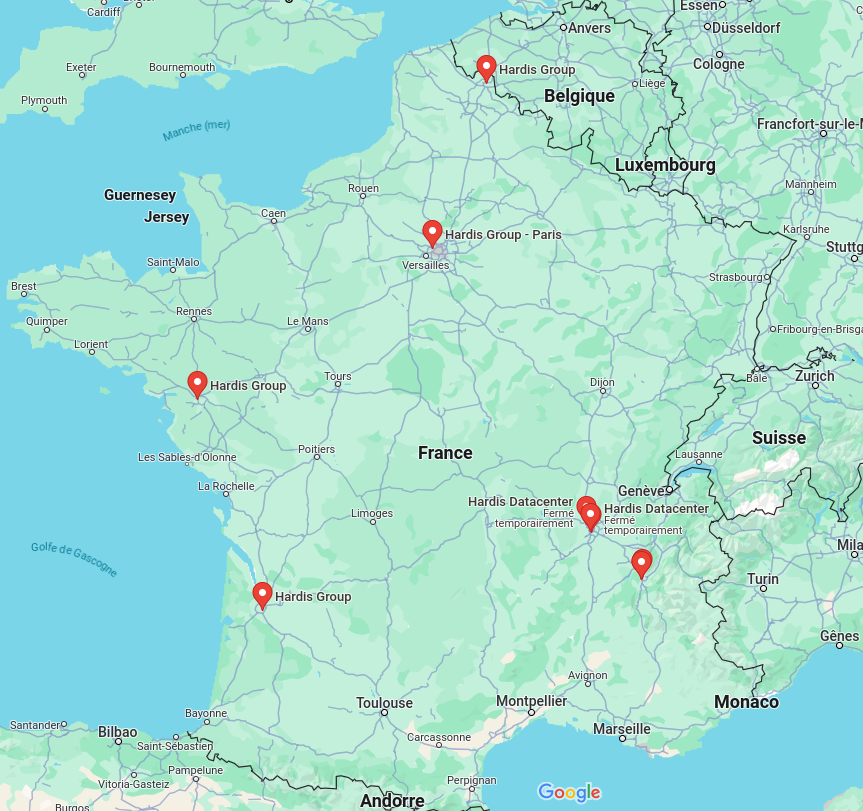 Cardiff
Essen
Anvers
Düsseldorf
Exeter
Bournemouth
Hardis Group
Cologne
Liège
Plymouth
Belgique
Manche (mer)
Francfort-sur-le-M
Luxembourg
Guernesey
Rouen
Mannheim
Jersey
Caen
Hardis Group - Paris
Karlsruhe
Stuttg
Saint-Malo
Versailles
Strasbourg
Brest
Rennes
Quimper
Le Mans
Fribourg-en-Brisga
Lorient
Hardis Group
Tours
Dijon
Bâle
Zurich
France
Suisse
Les Sables-d'Olonne
Poitiers
Lausanne
La Rochelle
Genève
Hardis Datacenter
Fermé
temporairement
Hardis Datacenter
Fermé
temporairement
Limoges
Golfe de Gascogne
Mila
Turin
Hardis Group
Gênes
Avignon
Bayonne
Toulouse
Montpellier
Monaco
Santander
Bilbao
Saint-Sébastien
Carcassonne
Marseille
Vitoria-Gasteiz
Pampelune
Perpignan
Google
Burgos
Andorre